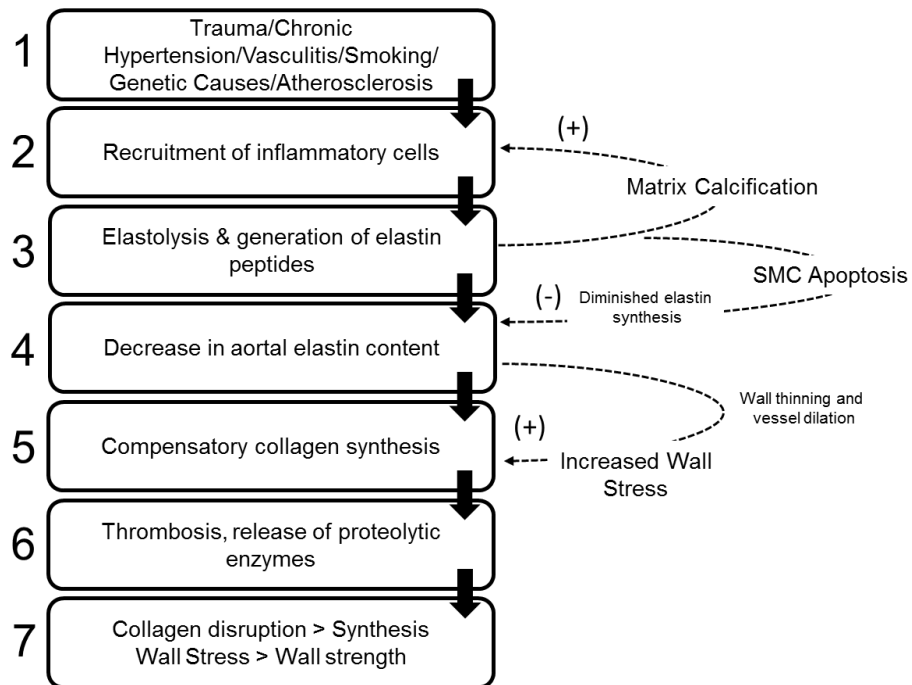 1
Trauma/Chronic
Hypertension/Vasculitis/Smoking/
Genetic Causes/Atherosclerosis
2
Recruitment of inflammatory cells
(+)
Matrix Calcification
3
Elastolysis & generation of elastin
peptides
SMC Apoptosis
(-)
Diminished elastin
synthesis
4
Decrease in aortal elastin content
Wall thinning and
vessel dilation
5
Compensatory collagen synthesis
(+)
Increased Wall
Stress
6
Thrombosis, release of proteolytic
enzymes
7
Collagen disruption > Synthesis
Wall Stress > Wall strength